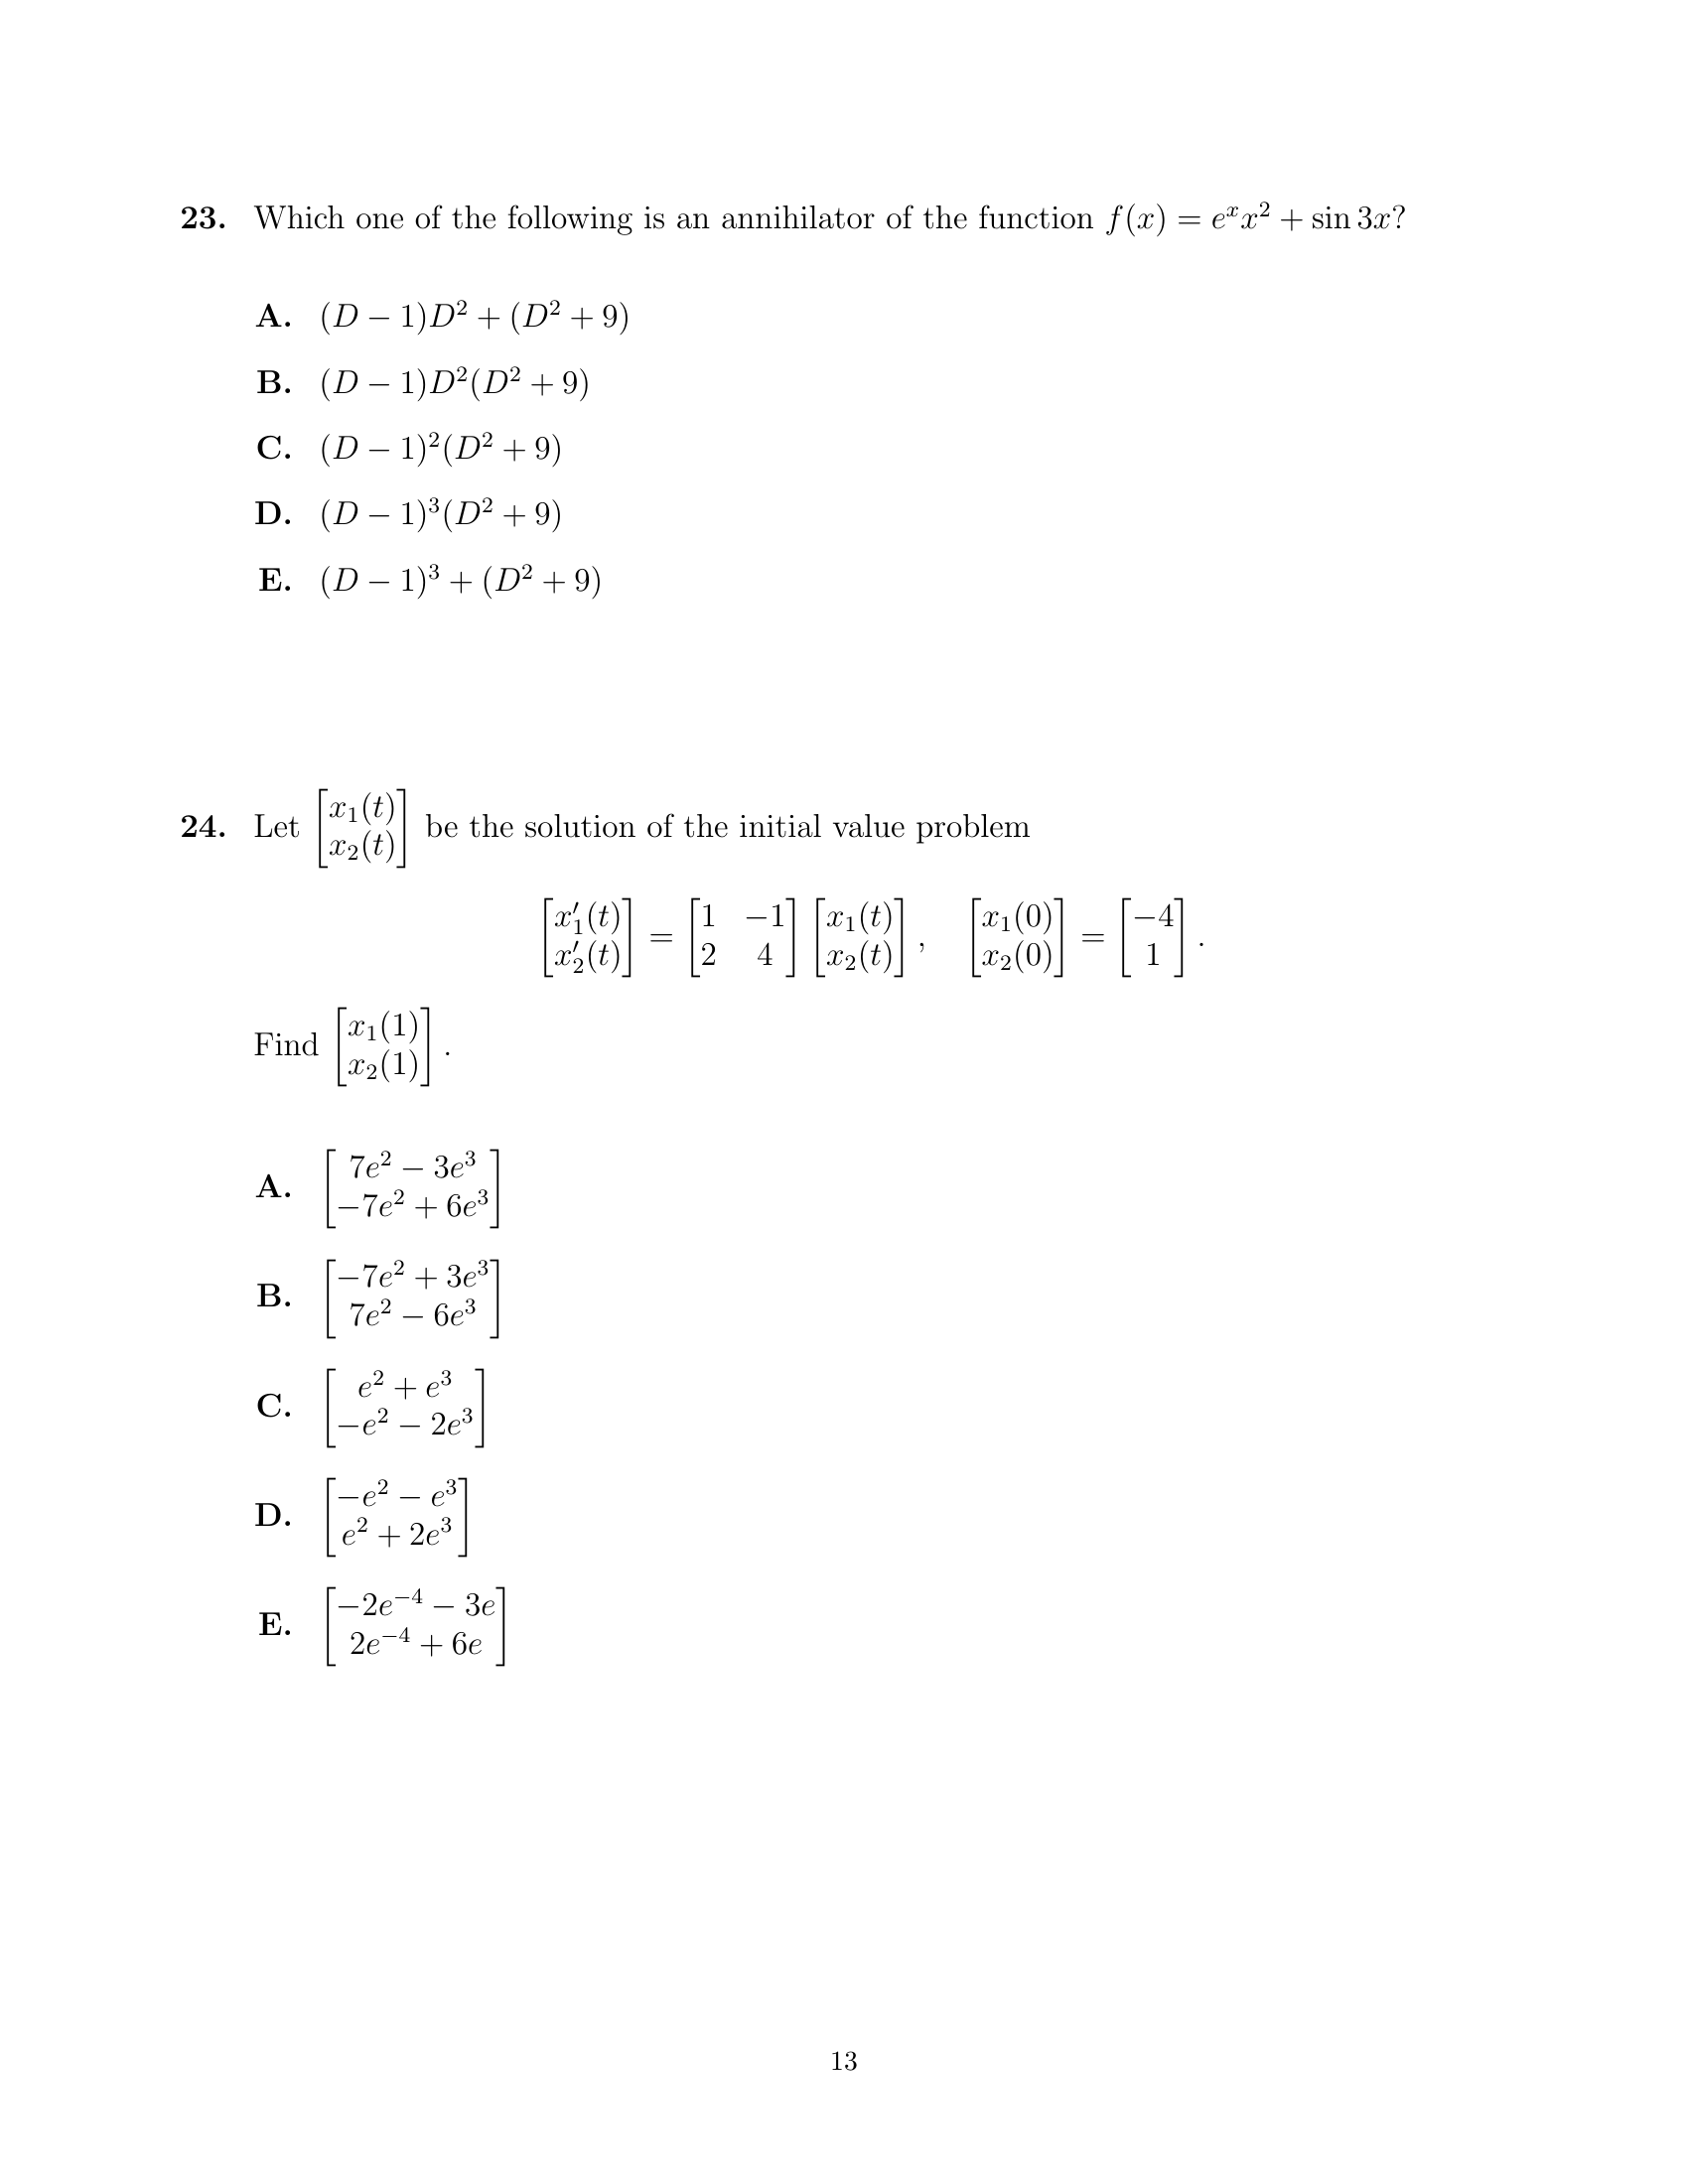 23. Which one of the following is an annihilator of the function $f(x) = e^x x^2 + \sin 3x$?
A. $(D - 1)D^2 + (D^2 + 9)$
B. $(D - 1)D^2(D^2 + 9)$
C. $(D - 1)^2(D^2 + 9)$
D. $(D - 1)^3(D^2 + 9)$
E. $(D - 1)^3 + (D^2 + 9)$
24. Let $\begin{bmatrix} x_1(t) \\ x_2(t) \end{bmatrix}$ be the solution of the initial value problem
$\begin{bmatrix} x_1'(t) \\ x_2'(t) \end{bmatrix} = \begin{bmatrix} 1 & -1 \\ 2 & 4 \end{bmatrix} \begin{bmatrix} x_1(t) \\ x_2(t) \end{bmatrix}, \quad \begin{bmatrix} x_1(0) \\ x_2(0) \end{bmatrix} = \begin{bmatrix} -4 \\ 1 \end{bmatrix}.$
Find $\begin{bmatrix} x_1(1) \\ x_2(1) \end{bmatrix}$.
A. $\begin{bmatrix} 7e^2 - 3e^3 \\ -7e^2 + 6e^3 \end{bmatrix}$
B. $\begin{bmatrix} -7e^2 + 3e^3 \\ 7e^2 - 6e^3 \end{bmatrix}$
C. $\begin{bmatrix} e^2 + e^3 \\ -e^2 - 2e^3 \end{bmatrix}$
D. $\begin{bmatrix} -e^2 - e^3 \\ e^2 + 2e^3 \end{bmatrix}$
E. $\begin{bmatrix} -2e^{-4} - 3e \\ 2e^{-4} + 6e \end{bmatrix}$
13